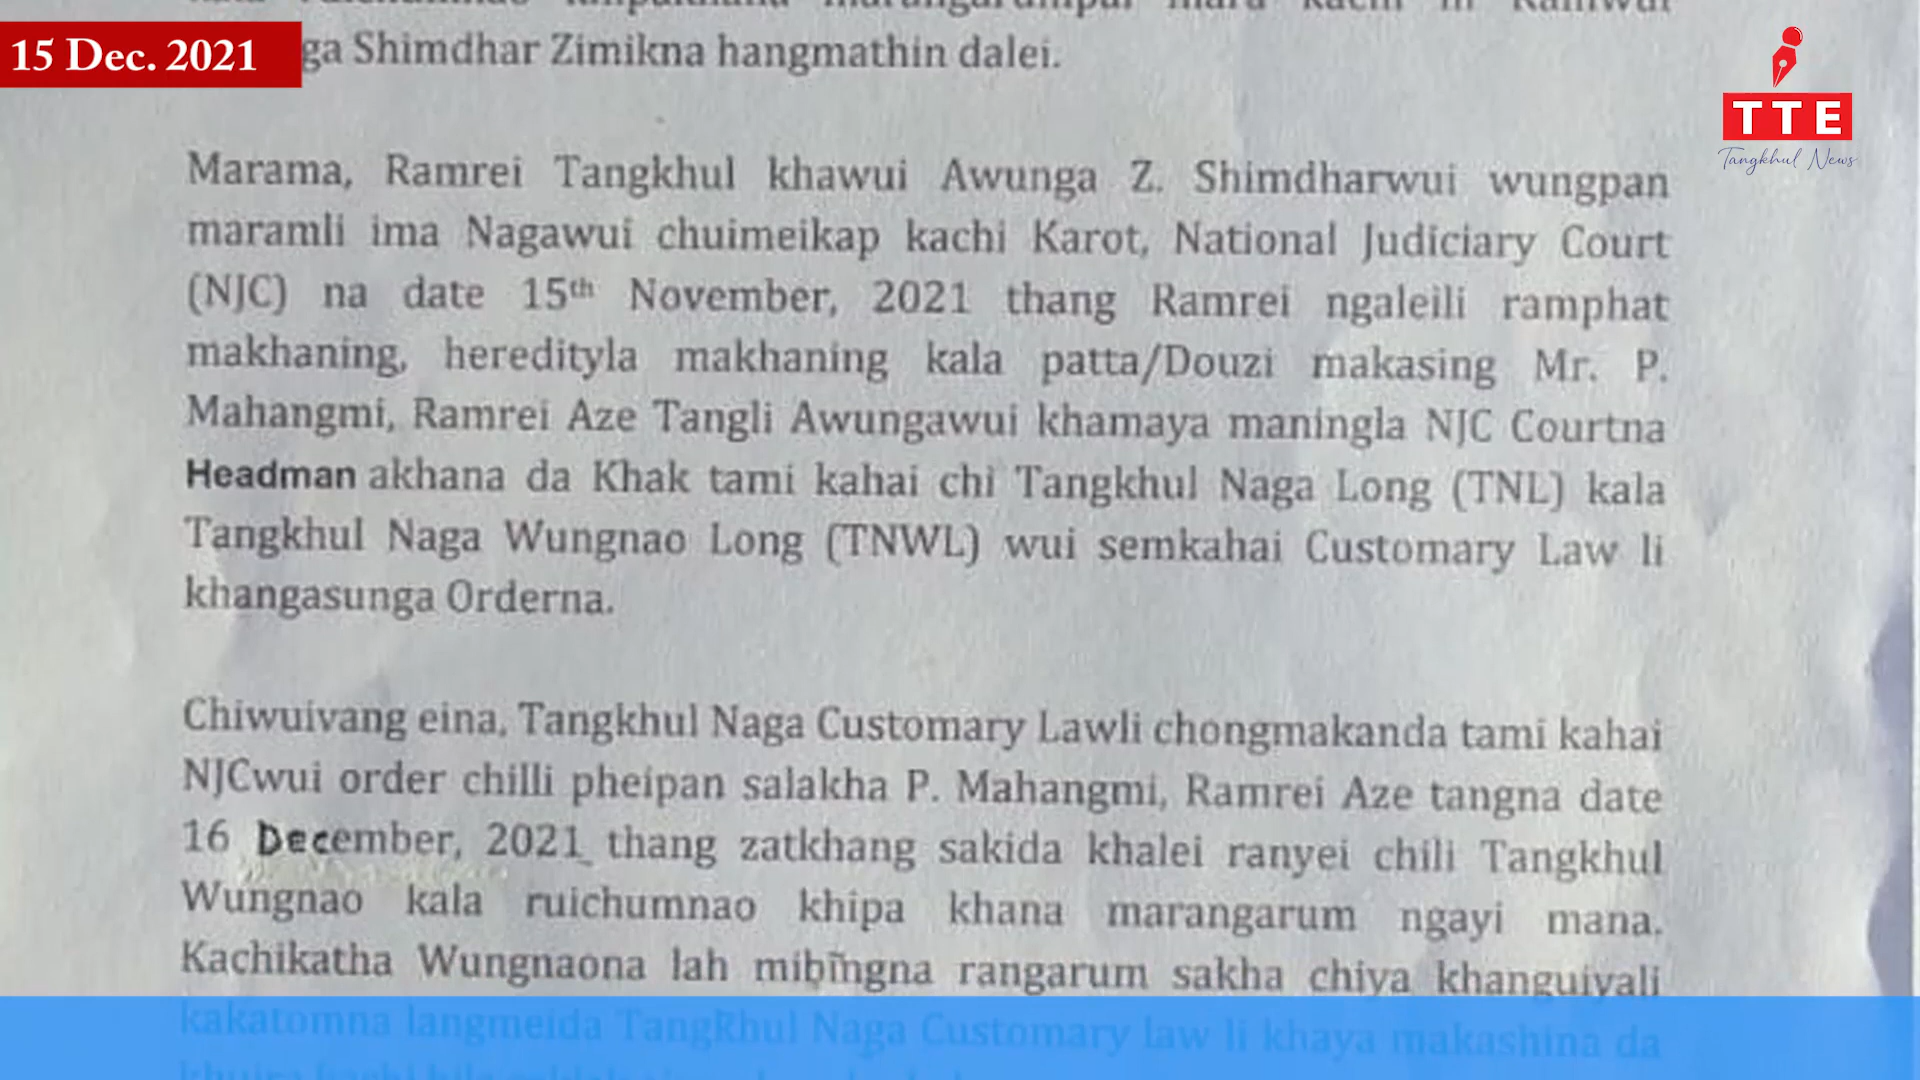 15 Dec. 2021
ga Shimdhar Zimikna hangmathin dalei.
TTE
Tangkhul News
Marama, Ramrei Tangkhul khawui Awunga Z. Shimdharwui wungpan
maramli ima Nagawui chuimeikap kachi Karot, National Judiciary Court
(NJC) na date 15th November, 2021 thang Ramrei ngaleili ramphat
makhaning, heredityla makhaning kala patta/Douzi makasing Mr. P.
Mahangmi, Ramrei Aze Tangli Awungawui khamaya maningla NJC Courtna
Headman akhana da Khak tami kahai chi Tangkhul Naga Long (TNL) kala
Tangkhul Naga Wungnao Long (TNWL) wui semkahai Customary Law li
khangasunga Orderna.
Chiwuivang eina, Tangkhul Naga Customary Lawli chongmakanda tami kahai
NJCwui order chilli pheipan salakha P. Mahangmi, Ramrei Aze tangna date
16 December, 2021 thang zatkhang sakida khalei ranyei chili Tangkhul
Wungnao kala ruichumnao khipa khana marangarum ngayi mana.
Kachikatha Wungnaona lah mibingna rangarum sakha chiya khanguiyali
kakatomna langmeida Tangkhul Naga Customary law li khaya makashina da